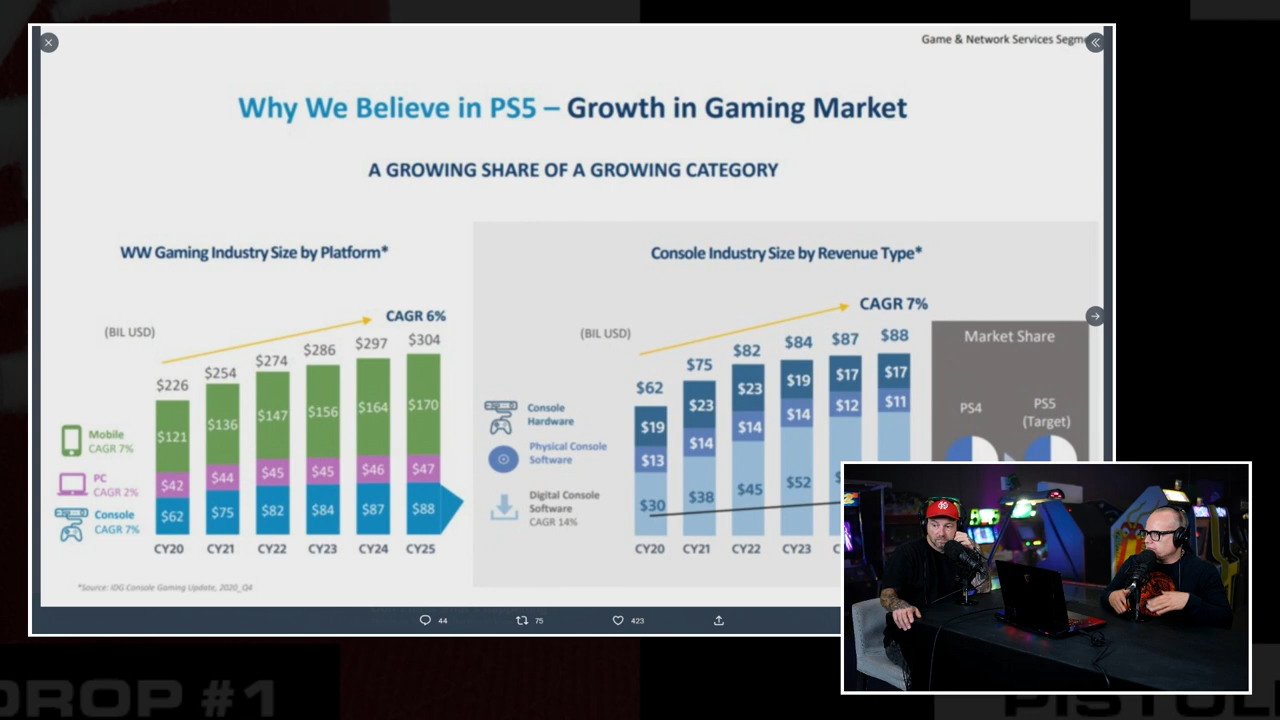 Game & Network Services Segme
Why We Believe in PS5 – Growth in Gaming Market
A GROWING SHARE OF A GROWING CATEGORY
WW Gaming Industry Size by Platform*
(BIL USD)
CAGR 6%
$226
$254
$274
$286
$297
$304
$121
$136
$147
$156
$164
$170
$42
$44
$45
$45
$46
$47
$62
$75
$82
$84
$87
$88
Mobile
CAGR 7%
PC
CAGR 2%
Console
CAGR 7%
CY20
CY21
CY22
CY23
CY24
CY25
*Source: IDG Console Gaming Update, 2020_Q4
Console Industry Size by Revenue Type*
(BIL USD)
CAGR 7%
$62
$75
$82
$84
$87
$88
$19
$23
$23
$19
$17
$17
$13
$14
$14
$14
$12
$11
$30
$38
$45
$52
$
Console
Hardware
Physical Console
Software
Digital Console
Software
CAGR 14%
CY20
CY21
CY22
CY23
Market Share
PS4
PS5
(Target)
44
75
423
DROP #1
PISTOL